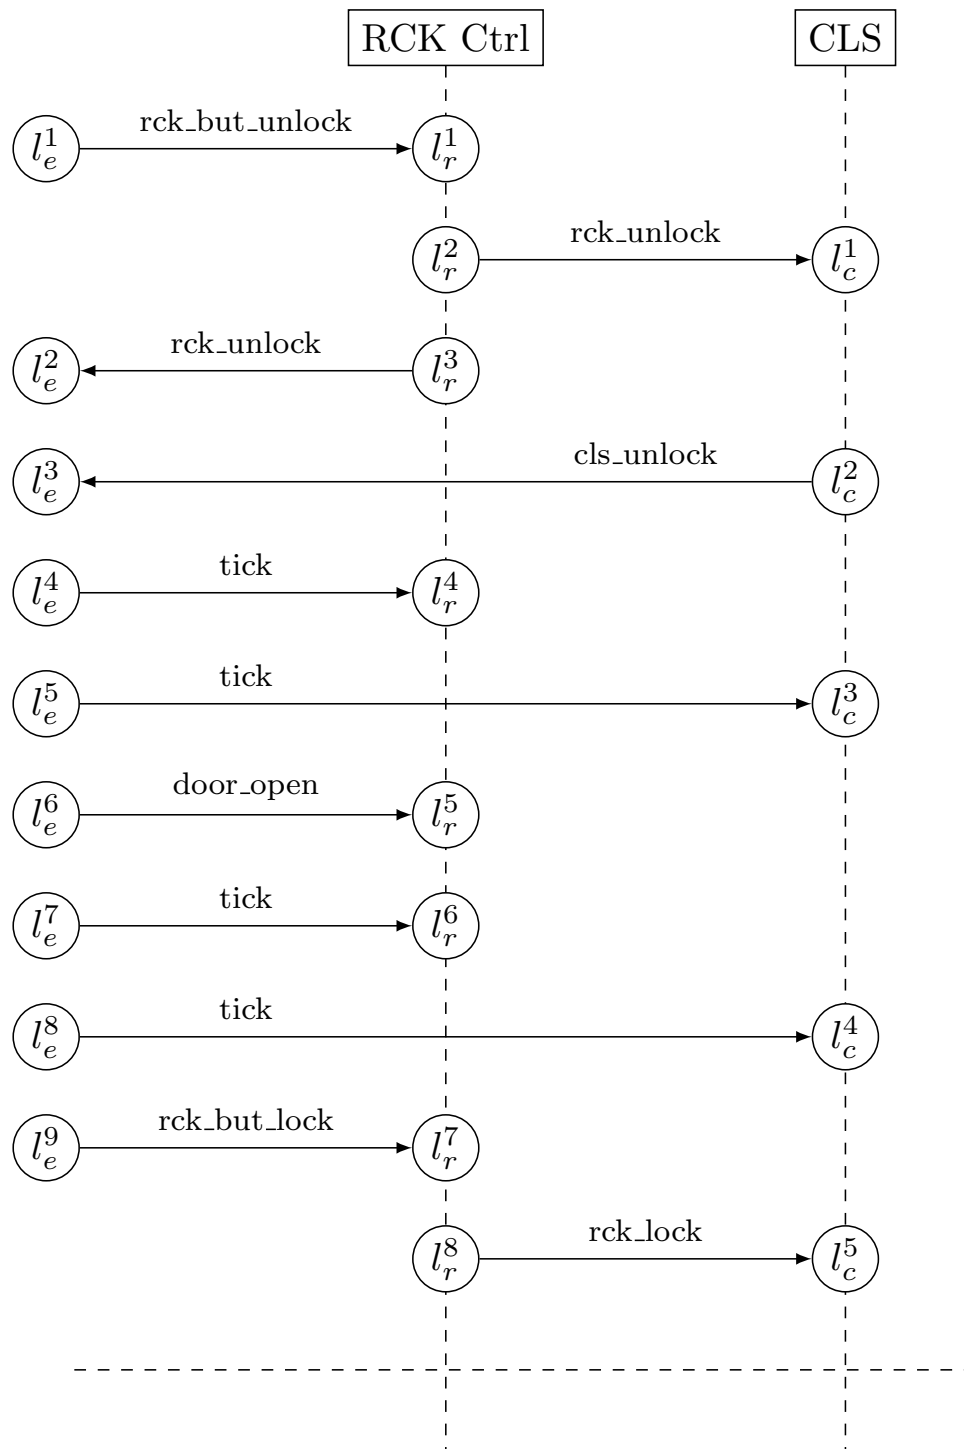 RCK Ctrl CLS
rck_but_unlock
l_e^1 l_r^1
rck_unlock
l_r^2 l_c^1
rck_unlock
l_e^2 l_r^3
cls_unlock
l_e^3 l_c^2
tick
l_e^4 l_r^4
tick
l_e^5 l_c^3
door_open
l_e^6 l_r^5
tick
l_e^7 l_r^6
tick
l_e^8 l_c^4
rck_but_lock
l_e^9 l_r^7
rck_lock
l_r^8 l_c^5